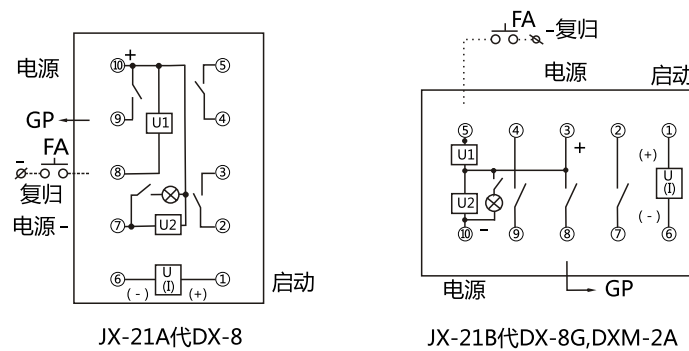 电源
⑩ + ⑤
GP ⑨ U1 ④
FA
- ⑧ ③
复归
电源- ⑦ U2 ②
⑥ U (I) ① 启动
(-) (+)
JX-21A代DX-8
FA -复归
电源 启动
⑤ ④ ③ ② ①
U1 + (+)
U2 U (I)
(-)
⑩ - ⑨ ⑧ ⑦ ⑥
电源 GP
JX-21B代DX-8G,DXM-2A